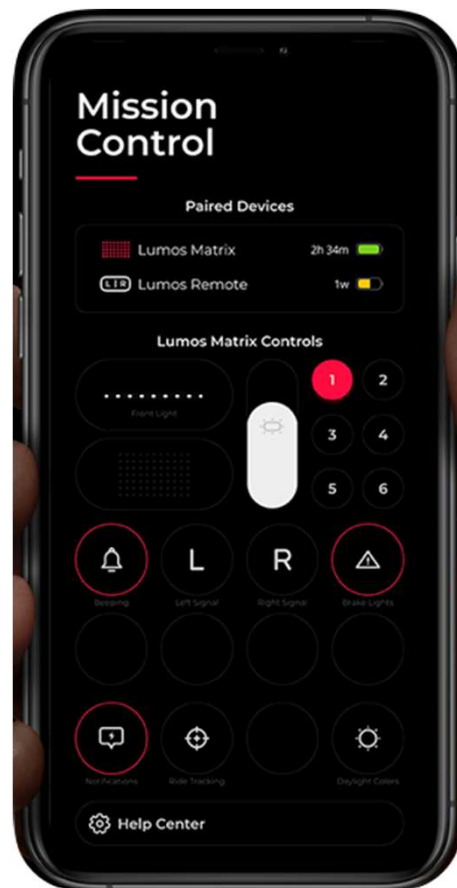 Mission
Control
Paired Devices
Lumos Matrix 2h 34m
L I R Lumos Remote 1w
Lumos Matrix Controls
1 2
Front Light
3 4
5 6
L R
Beeping Left Signal Right Signal Brake Lights
Notifications Ride Tracking Daylight Colors
Help Center